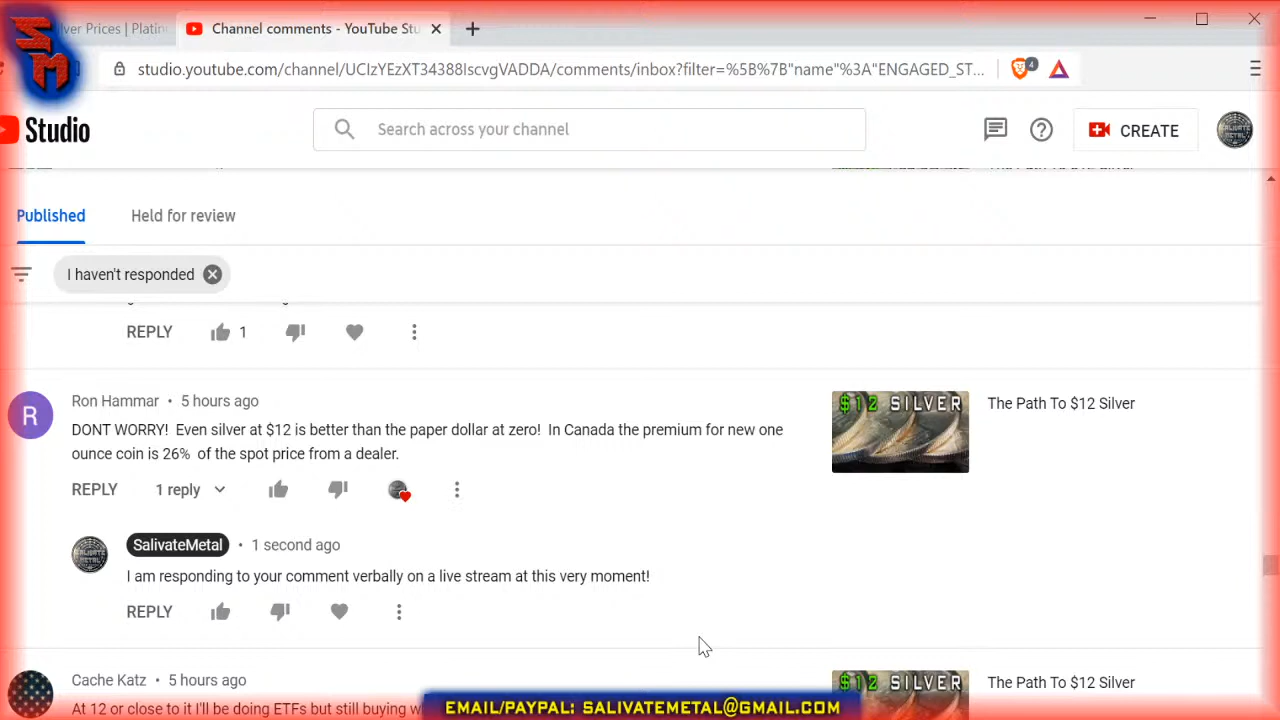 SM
lver Prices | Platin
Channel comments - YouTube Stu
studio.youtube.com/channel/UCIzYEzXT34388lscvgVADDA/comments/inbox?filter=%5B%7B"name"%3A"ENGAGED_ST...
4
Studio
Search across your channel
CREATE
Published
Held for review
I haven't responded
REPLY 1
Ron Hammar • 5 hours ago
The Path To $12 Silver
$12 SILVER
DONT WORRY! Even silver at $12 is better than the paper dollar at zero! In Canada the premium for new one
ounce coin is 26% of the spot price from a dealer.
REPLY 1 reply
SalivateMetal • 1 second ago
I am responding to your comment verbally on a live stream at this very moment!
REPLY
Cache Katz • 5 hours ago
The Path To $12 Silver
$12 SILVER
At 12 or close to it I'll be doing ETFs but still buying
EMAIL/PAYPAL: SALIVATEMETAL@GMAIL.COM